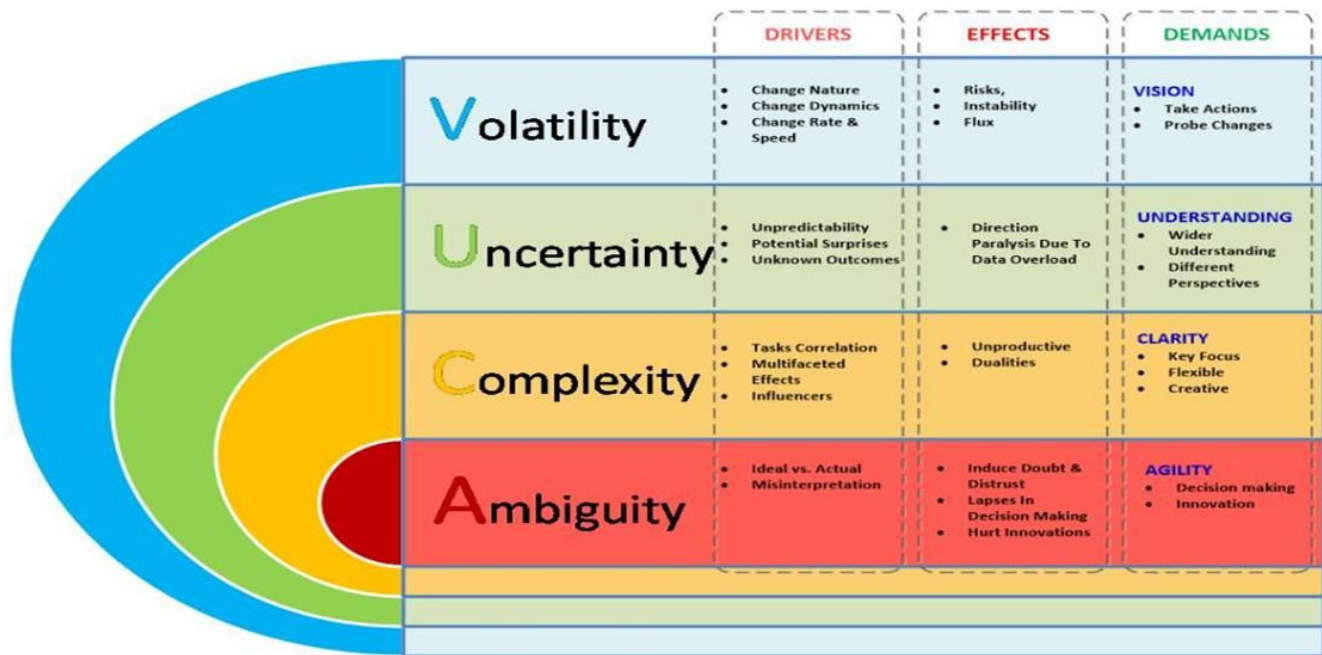 DRIVERS
EFFECTS
DEMANDS
Volatility
• Change Nature
• Change Dynamics
• Change Rate &
Speed
• Risks,
• Instability
• Flux
VISION
• Take Actions
• Probe Changes
Uncertainty
• Unpredictability
• Potential Surprises
• Unknown Outcomes
• Direction
Paralysis Due To
Data Overload
UNDERSTANDING
• Wider
Understanding
• Different
Perspectives
Complexity
• Tasks Correlation
• Multifaceted
Effects
• Influencers
• Unproductive
• Dualities
CLARITY
• Key Focus
• Flexible
• Creative
Ambiguity
• Ideal vs. Actual
• Misinterpretation
• Induce Doubt &
Distrust
• Lapses In
Decision Making
• Hurt Innovations
AGILITY
• Decision making
• Innovation